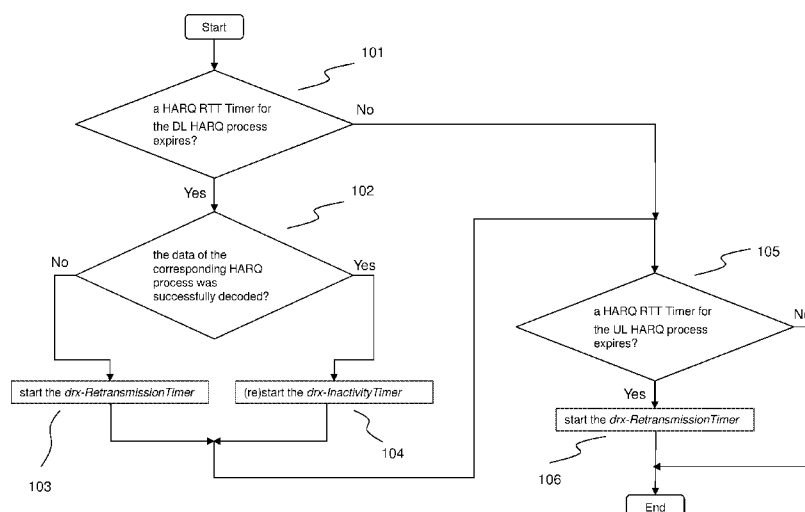 Start
101
a HARQ RTT Timer for
the DL HARQ process
expires?
No
Yes
102
the data of the
corresponding HARQ
process was
successfully decoded?
No
Yes
start the drx-RetransmissionTimer
(re)start the drx-InactivityTimer
103
104
105
a HARQ RTT Timer for
the UL HARQ process
expires?
No
Yes
start the drx-RetransmissionTimer
106
End